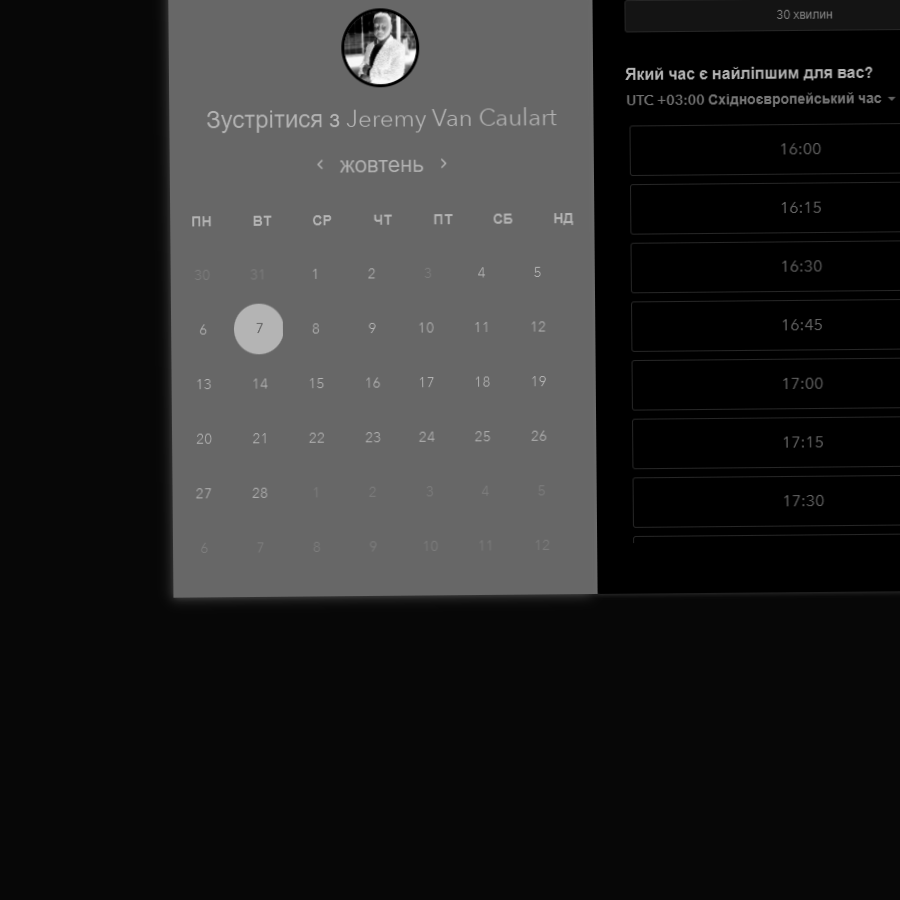 Зустрітися з Jeremy Van Caulart
жовтень
ПН ВТ СР ЧТ ПТ СБ НД
30 31 1 2 3 4 5
6 7 8 9 10 11 12
13 14 15 16 17 18 19
20 21 22 23 24 25 26
27 28 1 2 3 4 5
6 7 8 9 10 11 12
30 хвилин
Який час є найліпшим для вас?
UTC +03:00 Східноєвропейський час
16:00
16:15
16:30
16:45
17:00
17:15
17:30